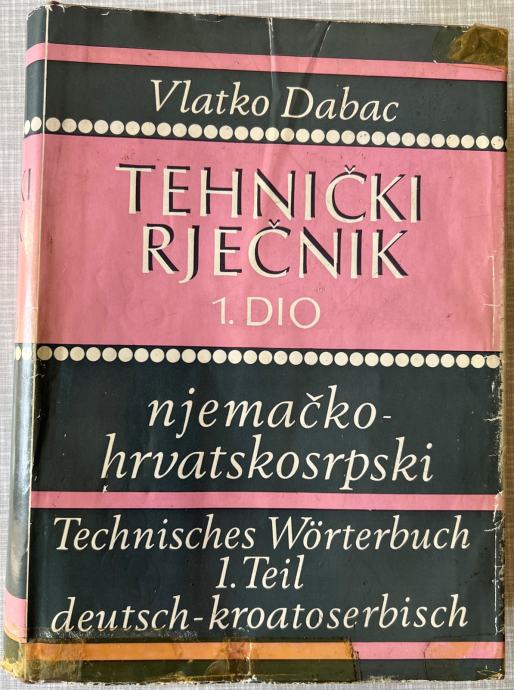 Vlatko Dabac
TEHNIČKI
RJEČNIK
1. DIO
njemačko-
hrvatskosrpski
Technisches Wörterbuch
1. Teil
deutsch-kroatoserbisch